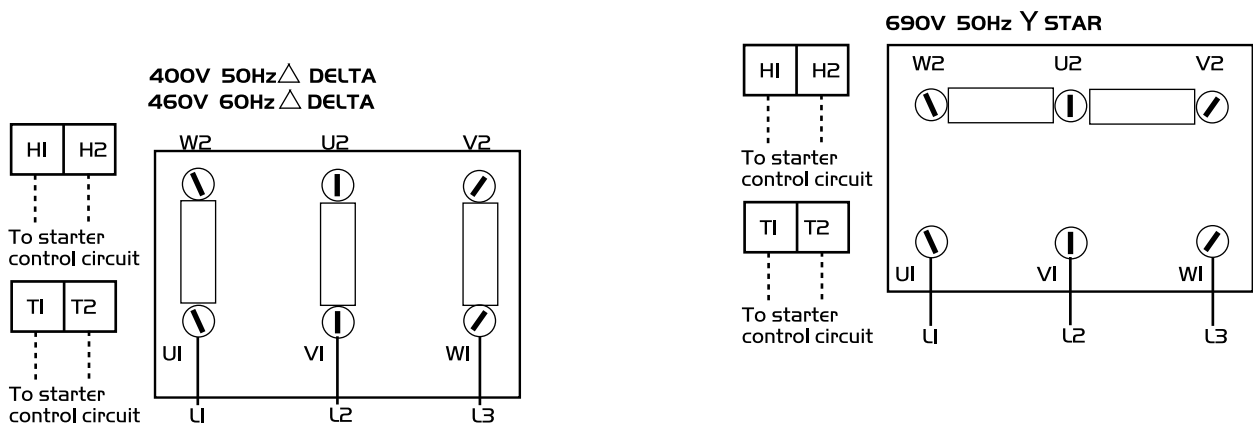 400V 50Hz △ DELTA
460V 60Hz △ DELTA
H1 H2
To starter
control circuit
T1 T2
To starter
control circuit
W2 U2 V2
U1 V1 W1
L1 L2 L3
690V 50Hz Y STAR
H1 H2
To starter
control circuit
T1 T2
To starter
control circuit
W2 U2 V2
U1 V1 W1
L1 L2 L3